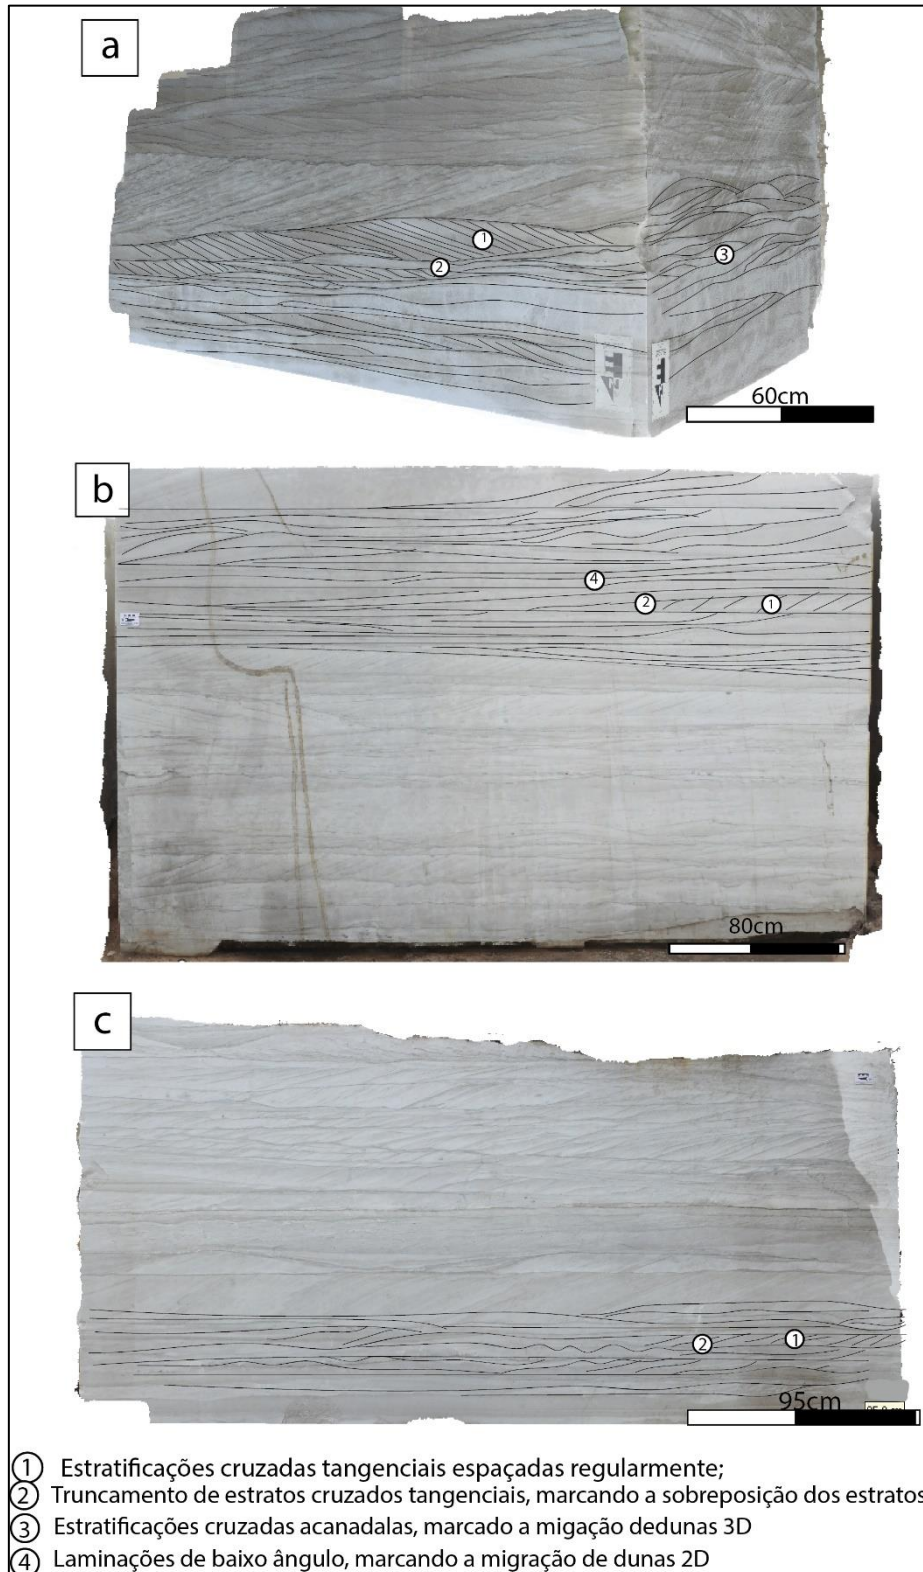 a
1
2
3
60cm
b
4
2
1
80cm
c
2
1
95cm
1 Estratificações cruzadas tangenciais espaçadas regularmente;
2 Truncamento de estratos cruzados tangenciais, marcando a sobreposição dos estratos
3 Estratificações cruzadas acanadalas, marcado a migação dedunas 3D
4 Laminações de baixo ângulo, marcando a migração de dunas 2D